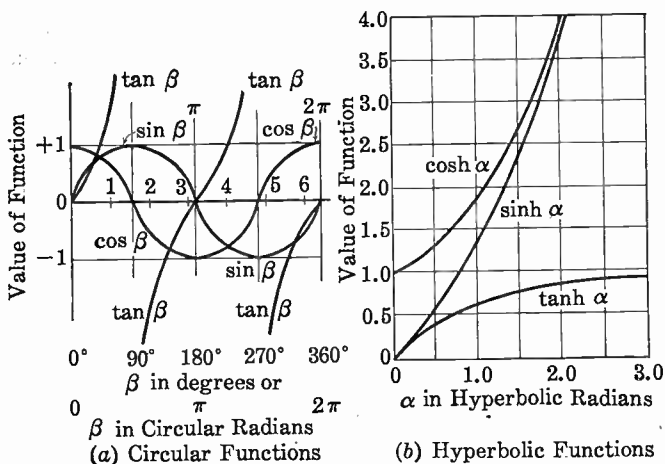 tan β
tan β
π
2π
+1
sin β
cos β
Value of Function
0
1
2
3
4
5
6
cos β
−1
sin β
tan β
tan β
0° 90° 180° 270° 360°
β in degrees or
0 π 2π
β in Circular Radians
(a) Circular Functions
4.0
3.5
3.0
2.5
2.0
1.5
1.0
0.5
0
Value of Function
cosh α
sinh α
tanh α
0 1.0 2.0 3.0
α in Hyperbolic Radians
(b) Hyperbolic Functions